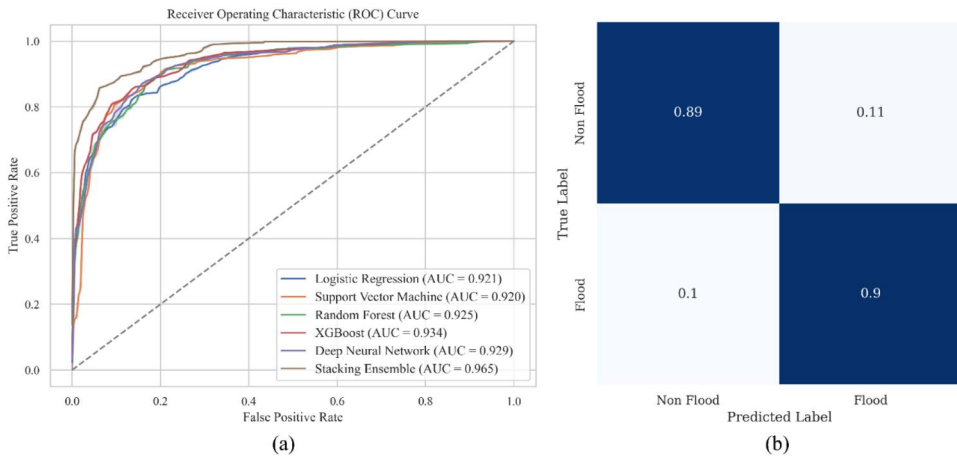 Receiver Operating Characteristic (ROC) Curve
1.0
0.8
0.6
0.4
0.2
0.0
True Positive Rate
Logistic Regression (AUC = 0.921)
Support Vector Machine (AUC = 0.920)
Random Forest (AUC = 0.925)
XGBoost (AUC = 0.934)
Deep Neural Network (AUC = 0.929)
Stacking Ensemble (AUC = 0.965)
0.0 0.2 0.4 0.6 0.8 1.0
False Positive Rate
(a)
True Label
Non Flood
0.89 0.11
Flood
0.1 0.9
Non Flood Flood
Predicted Label
(b)